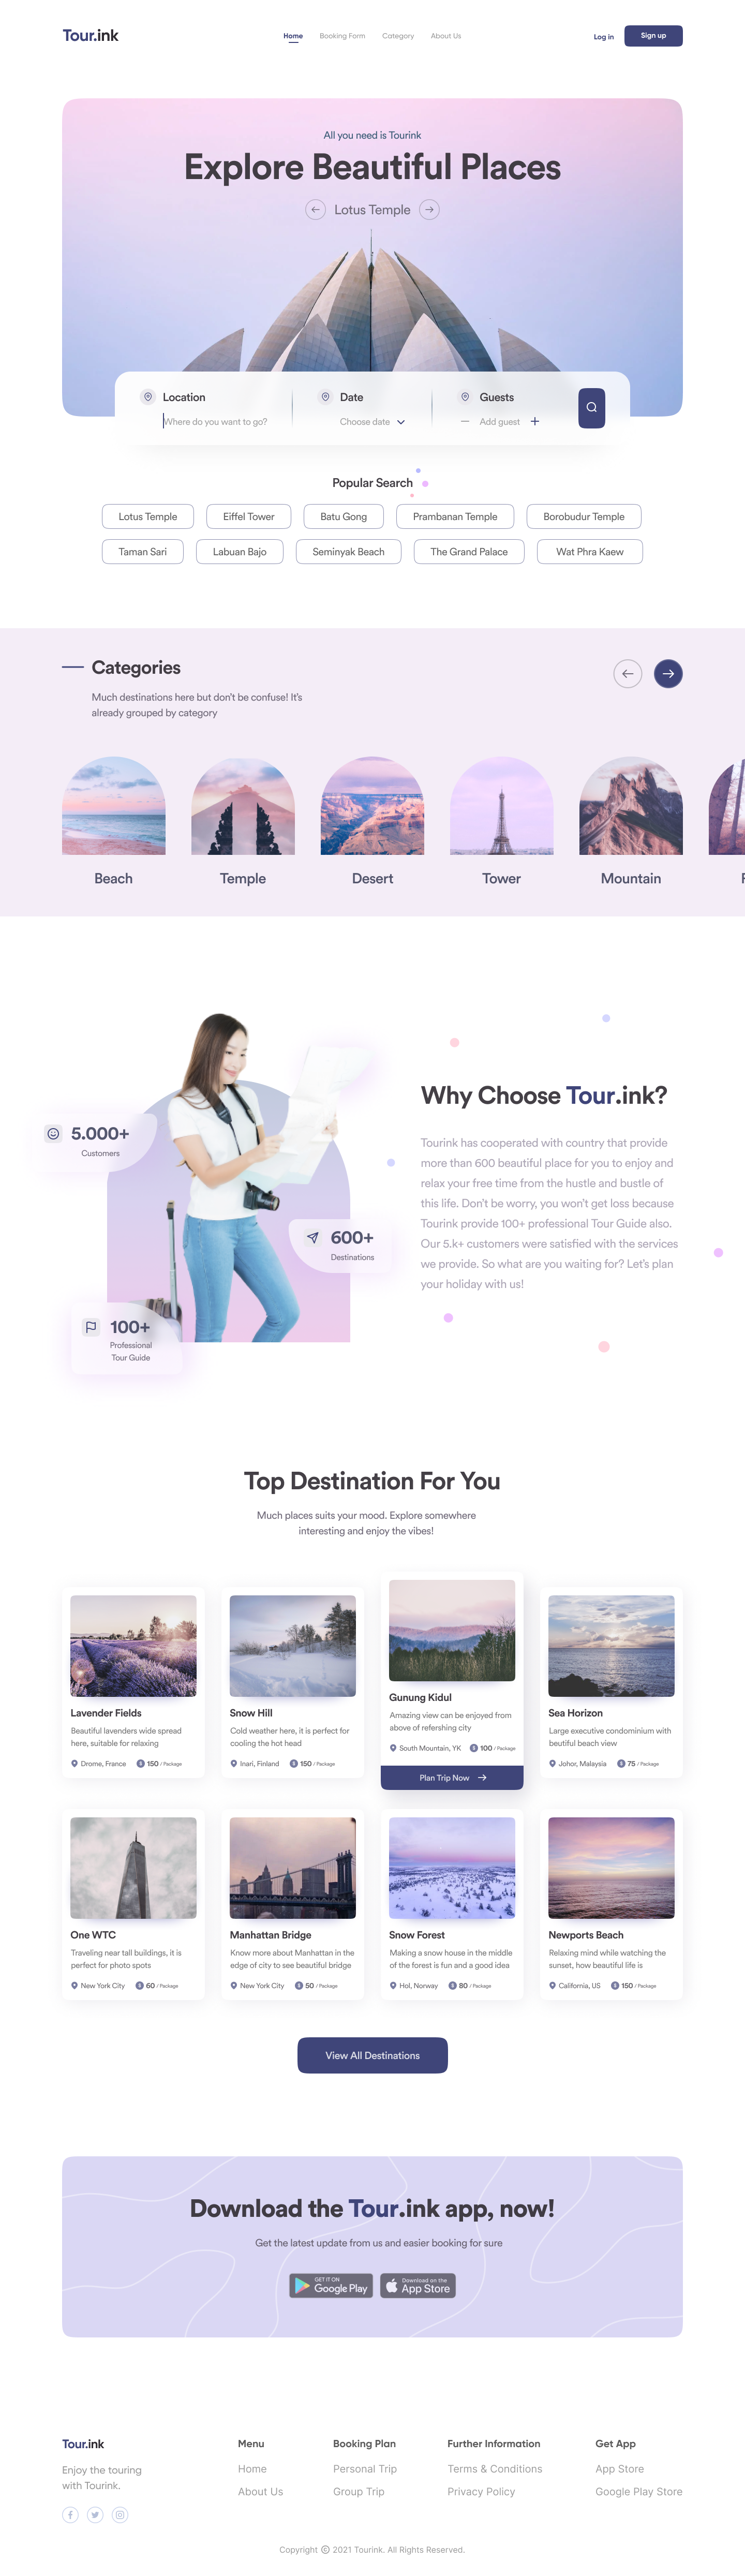 Tour.ink
Home
Booking Form
Category
About Us
Log in
Sign up
All you need is Tourink
Explore Beautiful Places
Lotus Temple
Location
Where do you want to go?
Date
Choose date
Guests
Add guest
Popular Search
Lotus Temple
Eiffel Tower
Batu Gong
Prambanan Temple
Borobudur Temple
Taman Sari
Labuan Bajo
Seminyak Beach
The Grand Palace
Wat Phra Kaew
Categories
Much destinations here but don't be confuse! It's
already grouped by category
Beach
Temple
Desert
Tower
Mountain
F
5.000+
Customers
600+
Destinations
100+
Professional
Tour Guide
Why Choose Tour.ink?
Tourink has cooperated with country that provide
more than 600 beautiful place for you to enjoy and
relax your free time from the hustle and bustle of
this life. Don't be worry, you won't get loss because
Tourink provide 100+ professional Tour Guide also.
Our 5.k+ customers were satisfied with the services
we provide. So what are you waiting for? Let's plan
your holiday with us!
Top Destination For You
Much places suits your mood. Explore somewhere
interesting and enjoy the vibes!
Lavender Fields
Beautiful lavenders wide spread
here, suitable for relaxing
Drome, France
$ 150 / Package
Snow Hill
Cold weather here, it is perfect for
cooling the hot head
Inari, Finland
$ 150 / Package
Gunung Kidul
Amazing view can be enjoyed from
above of refershing city
South Mountain, YK
$ 100 / Package
Plan Trip Now
Sea Horizon
Large executive condominium with
beutiful beach view
Johor, Malaysia
$ 75 / Package
One WTC
Traveling near tall buildings, it is
perfect for photo spots
New York City
$ 60 / Package
Manhattan Bridge
Know more about Manhattan in the
edge of city to see beautiful bridge
New York City
$ 50 / Package
Snow Forest
Making a snow house in the middle
of the forest is fun and a good idea
Hol, Norway
$ 80 / Package
Newports Beach
Relaxing mind while watching the
sunset, how beautiful life is
California, US
$ 150 / Package
View All Destinations
Download the Tour.ink app, now!
Get the latest update from us and easier booking for sure
GET IT ON
Google Play
Download on the
App Store
Tour.ink
Enjoy the touring
with Tourink.
Menu
Home
About Us
Booking Plan
Personal Trip
Group Trip
Further Information
Terms & Conditions
Privacy Policy
Get App
App Store
Google Play Store
Copyright © 2021 Tourink. All Rights Reserved.